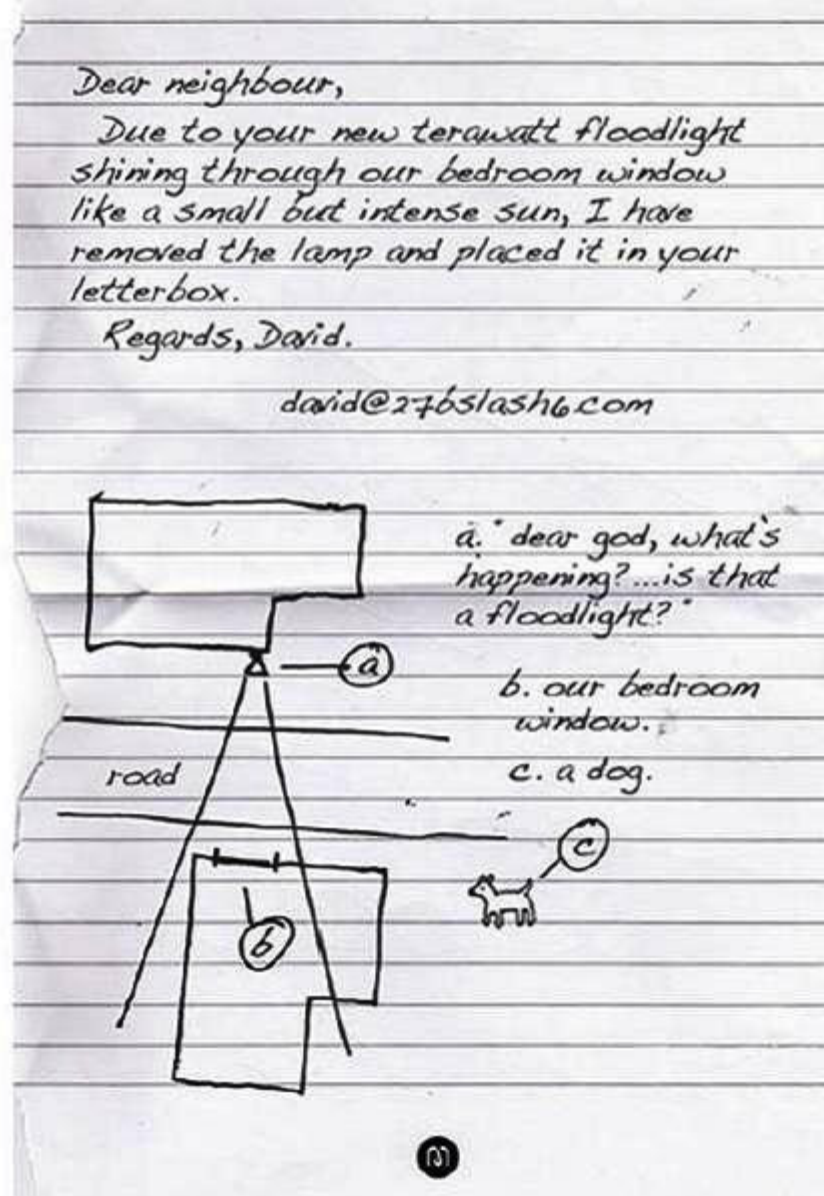 Dear neighbour,
Due to your new terawatt floodlight
shining through our bedroom window
like a small but intense sun, I have
removed the lamp and placed it in your
letterbox.
Regards, David.
david@27bslash6.com
a. "dear god, what's
happening?...is that
a floodlight?"
a
b. our bedroom
window.
road
c. a dog.
c
b